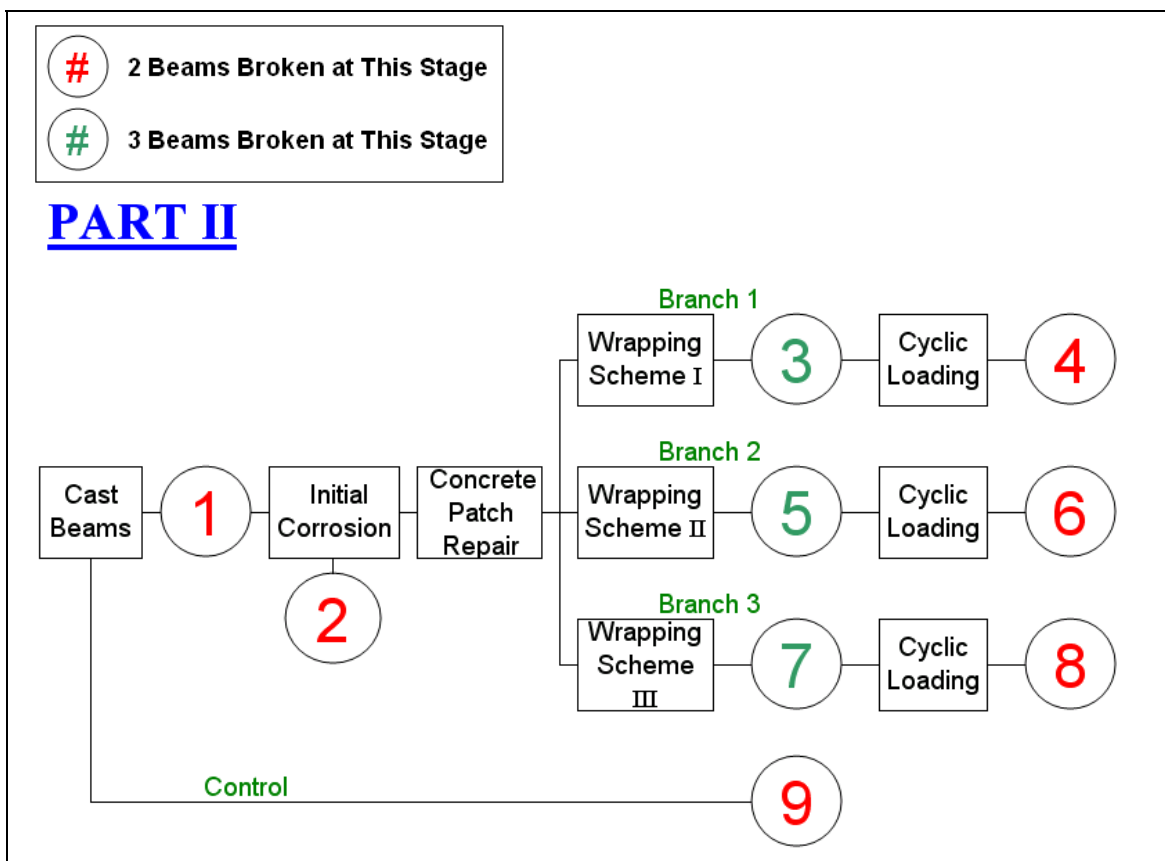 # 2 Beams Broken at This Stage
# 3 Beams Broken at This Stage
PART II
Branch 1
Wrapping
Scheme I
3
Cyclic
Loading
4
Branch 2
Cast
Beams
1
Initial
Corrosion
Concrete
Patch
Repair
Wrapping
Scheme II
5
Cyclic
Loading
6
2
Branch 3
Wrapping
Scheme
III
7
Cyclic
Loading
8
Control
9